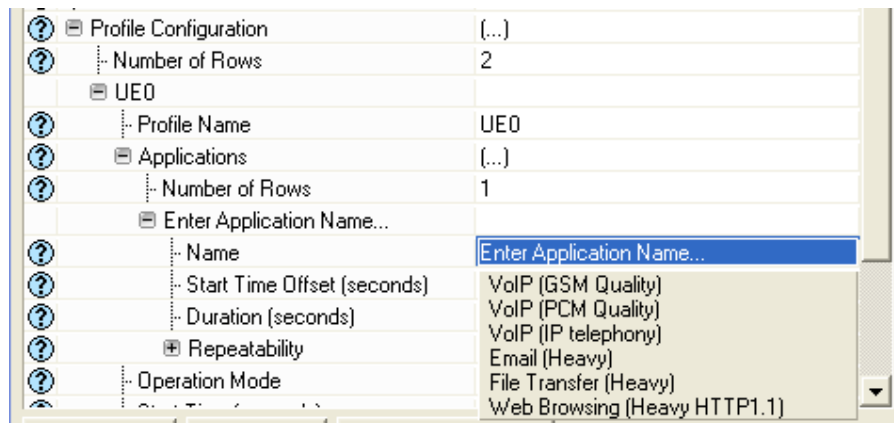 Profile Configuration (...)
Number of Rows 2
UE0
Profile Name UE0
Applications (...)
Number of Rows 1
Enter Application Name...
Name Enter Application Name...
Start Time Offset (seconds) VoIP (GSM Quality)
Duration (seconds) VoIP (PCM Quality)
VoIP (IP telephony)
Repeatability Email (Heavy)
Operation Mode File Transfer (Heavy)
Web Browsing (Heavy HTTP1.1)